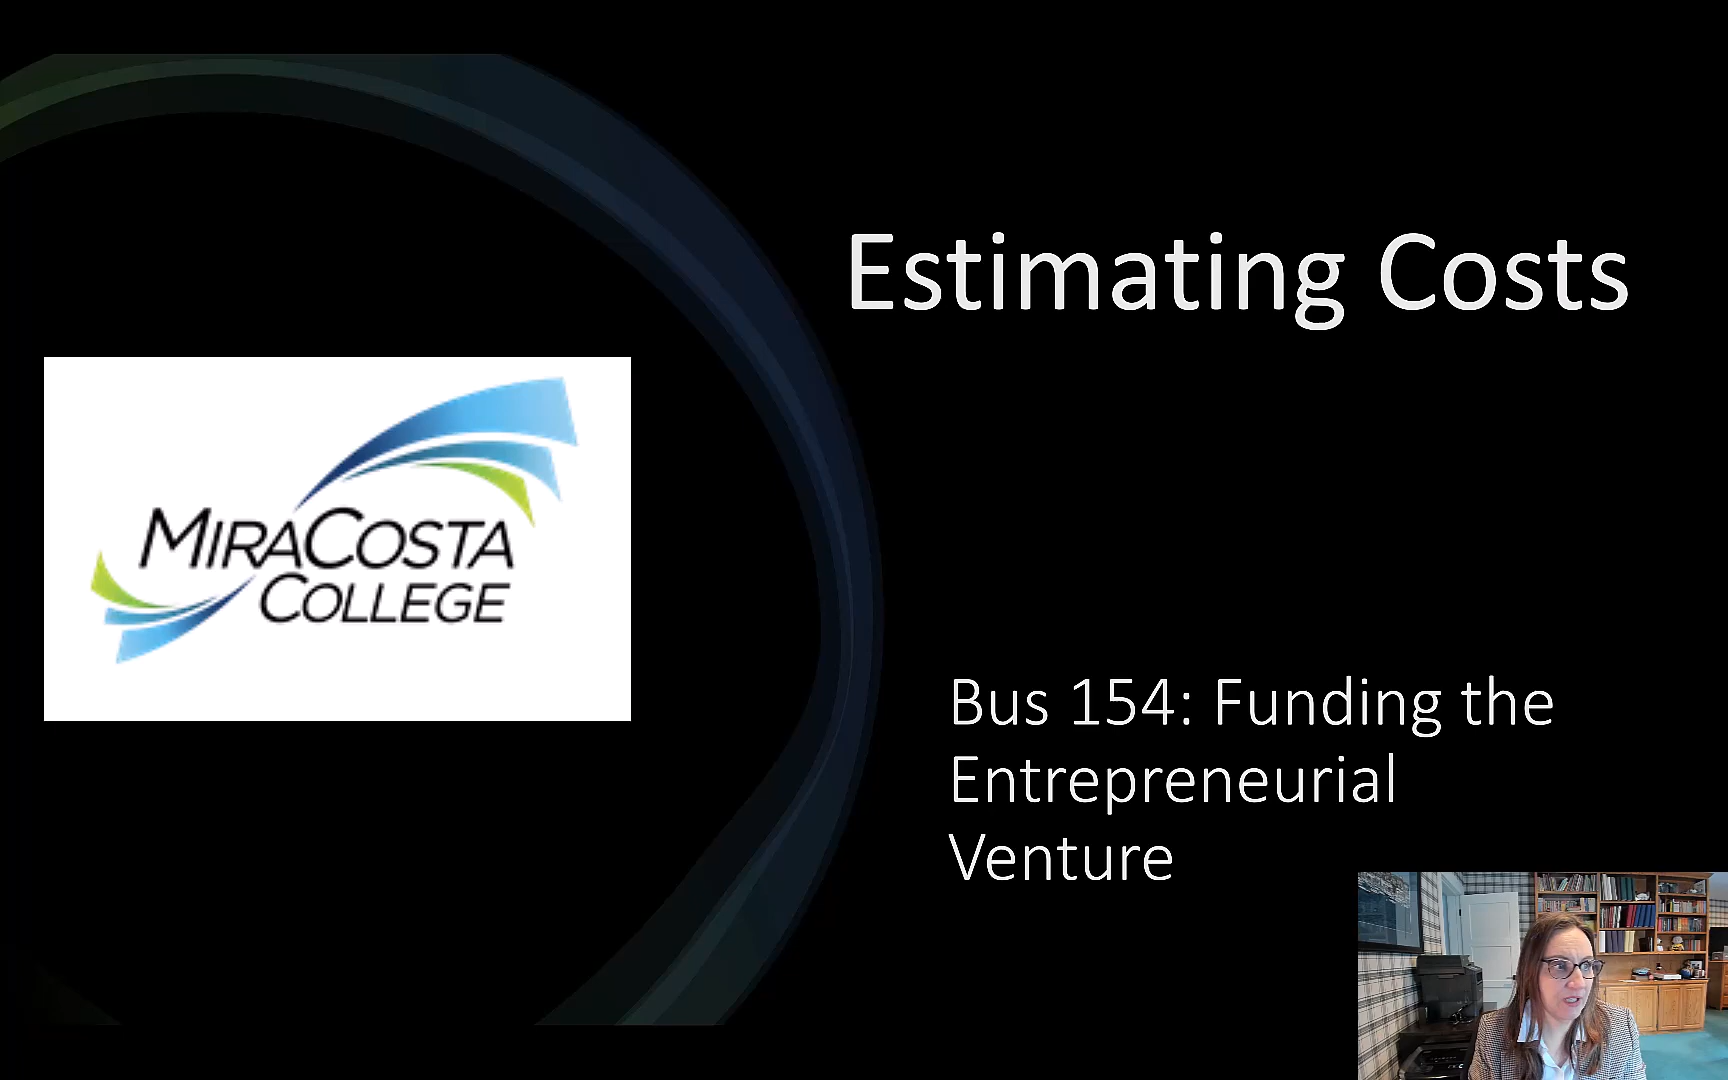 Estimating Costs
MIRACOSTA
COLLEGE
Bus 154: Funding the
Entrepreneurial
Venture